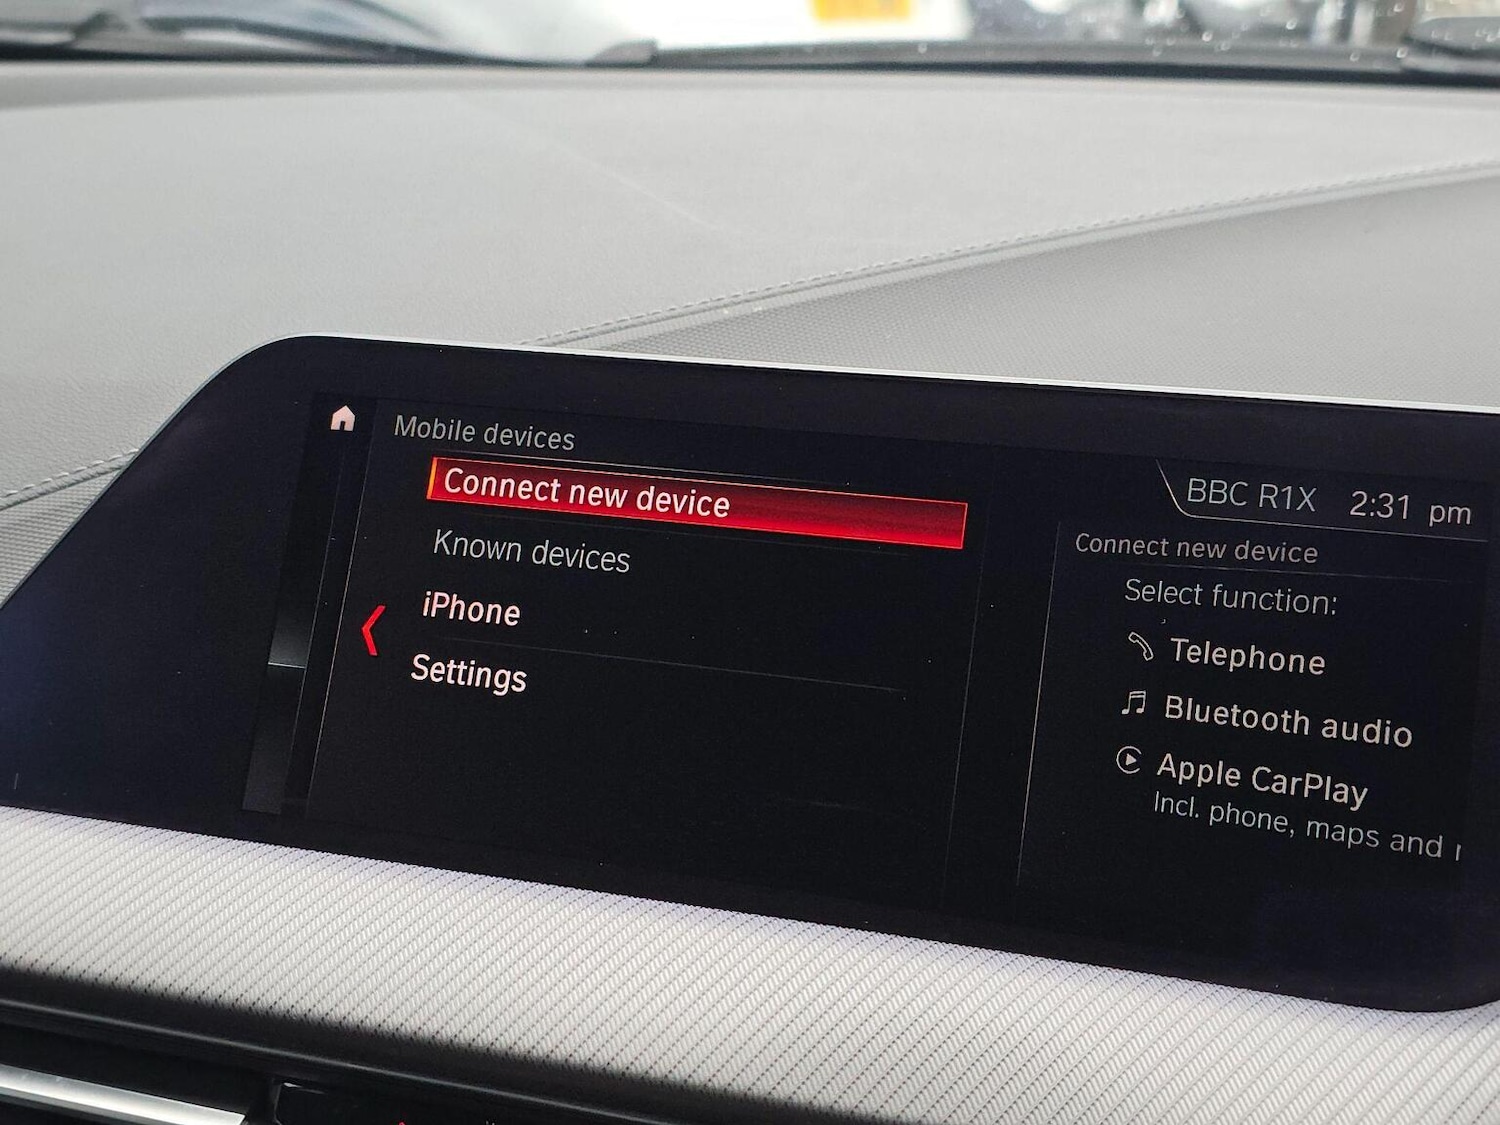 Mobile devices
Connect new device
Known devices
iPhone
Settings
BBC R1X 2:31 pm
Connect new device
Select function:
Telephone
Bluetooth audio
Apple CarPlay
Incl. phone, maps and